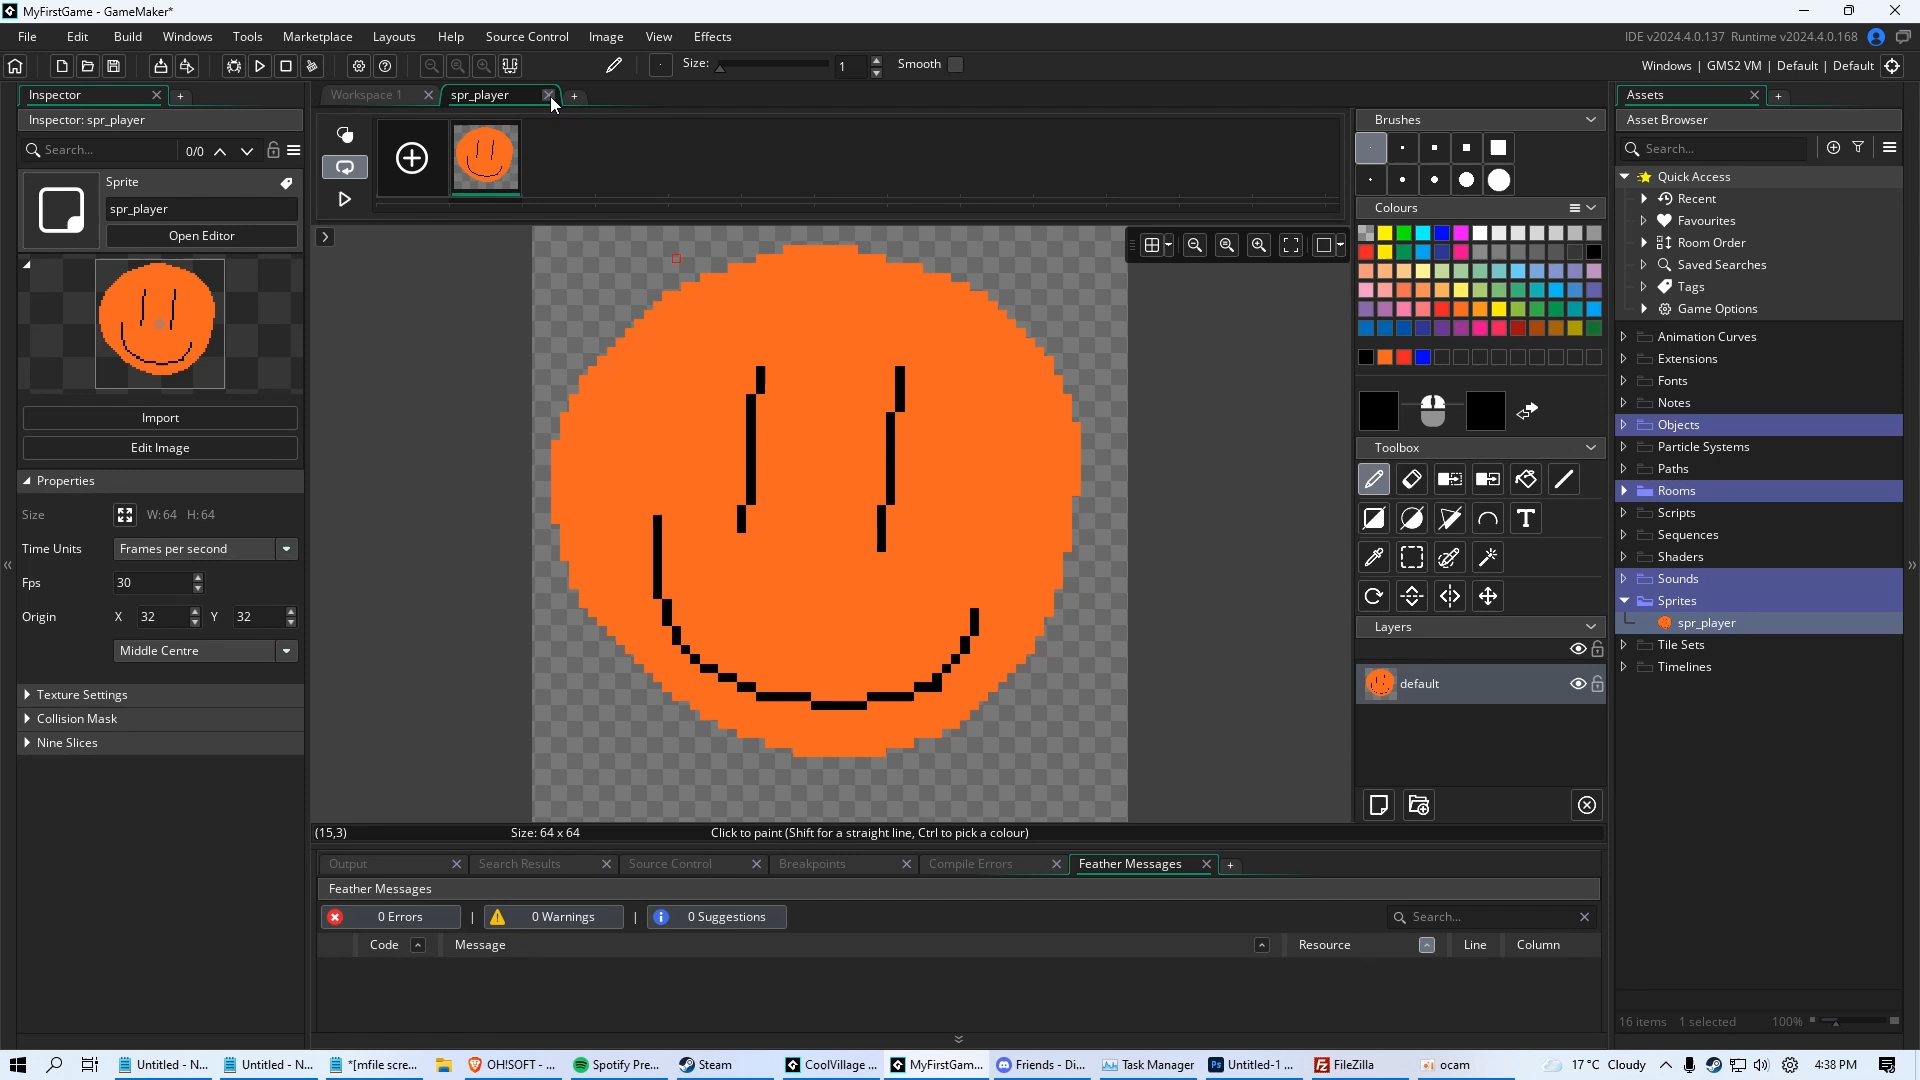 MyFirstGame - GameMaker*
File Edit Build Windows Tools Marketplace Layouts Help Source Control Image View Effects
IDE v2024.4.0.137 Runtime v2024.4.0.168
Size: 1 Smooth
Windows | GMS2 VM | Default | Default
Inspector
Workspace 1
spr_player
Assets
Inspector: spr_player
Brushes
Asset Browser
Search...
0/0
Search...
Sprite
spr_player
Open Editor
Quick Access
Recent
Colours
Favourites
Room Order
Saved Searches
Tags
Game Options
Animation Curves
Extensions
Fonts
Notes
Objects
Particle Systems
Paths
Rooms
Scripts
Sequences
Shaders
Sounds
Sprites
spr_player
Tile Sets
Timelines
Import
Edit Image
Toolbox
Properties
Size W:64 H:64
Time Units Frames per second
Fps 30
Origin X 32 Y 32
Middle Centre
Texture Settings
Collision Mask
Nine Slices
Layers
default
(15,3) Size: 64 x 64 Click to paint (Shift for a straight line, Ctrl to pick a colour)
Output Search Results Source Control Breakpoints Compile Errors Feather Messages
Feather Messages
0 Errors | 0 Warnings | 0 Suggestions
Search...
Code Message Resource Line Column
16 items 1 selected 100%
Untitled - N... Untitled - N... *[mfile scre... OH!SOFT - ... Spotify Pre... Steam CoolVillage ... MyFirstGam... Friends - Di... Task Manager Untitled-1 ... FileZilla ocam 17°C Cloudy 4:38 PM